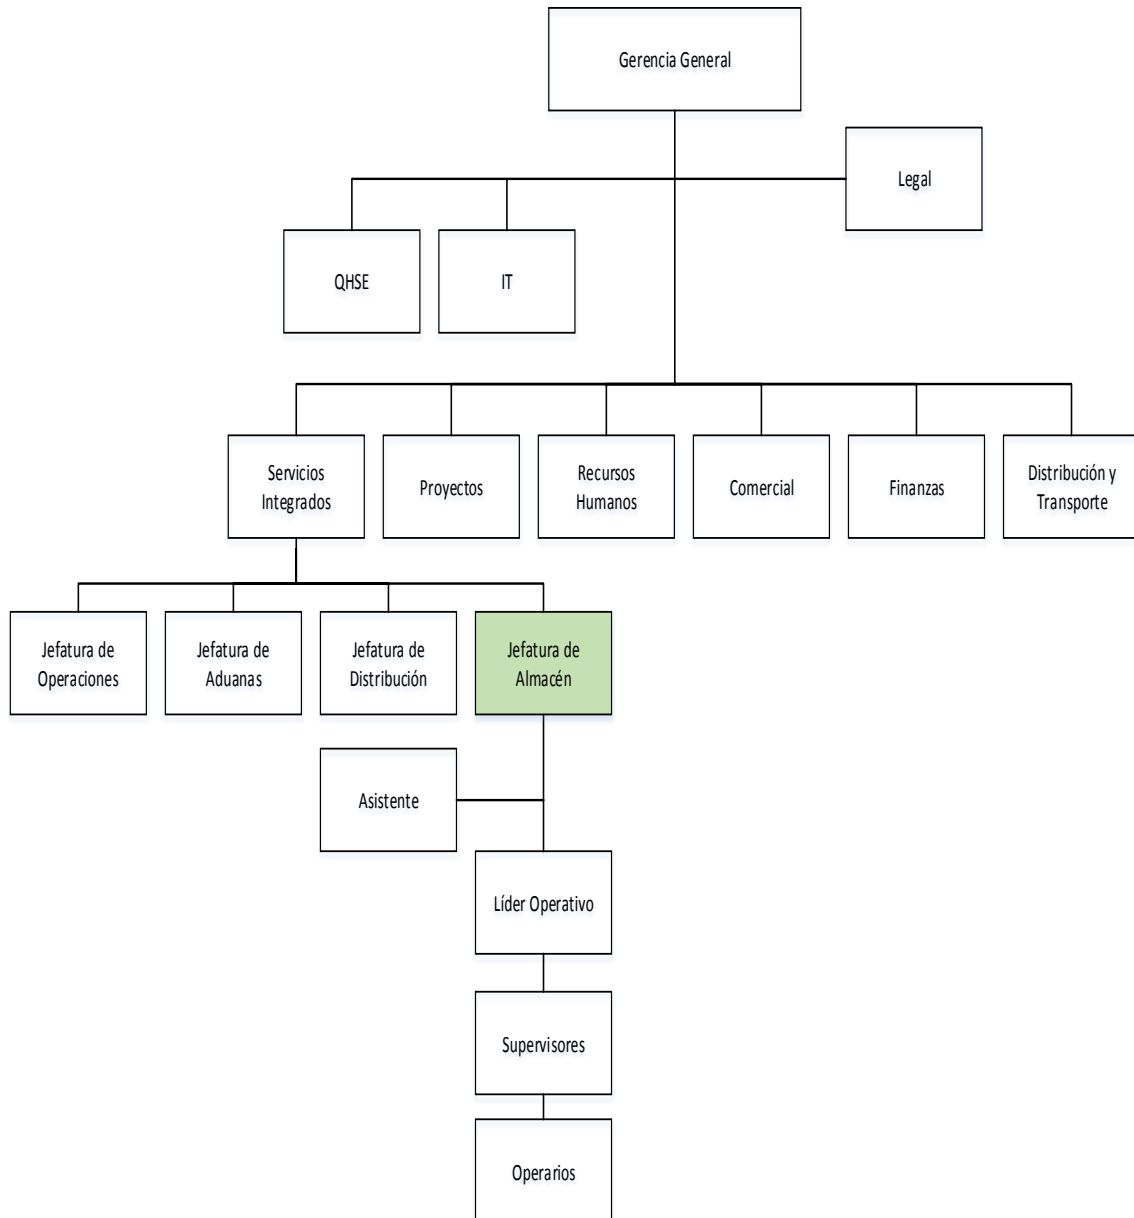 Gerencia General
Legal
QHSE
IT
Servicios
Integrados
Proyectos
Recursos
Humanos
Comercial
Finanzas
Distribución y
Transporte
Jefatura de
Operaciones
Jefatura de
Aduanas
Jefatura de
Distribución
Jefatura de
Almacén
Asistente
Líder Operativo
Supervisores
Operarios